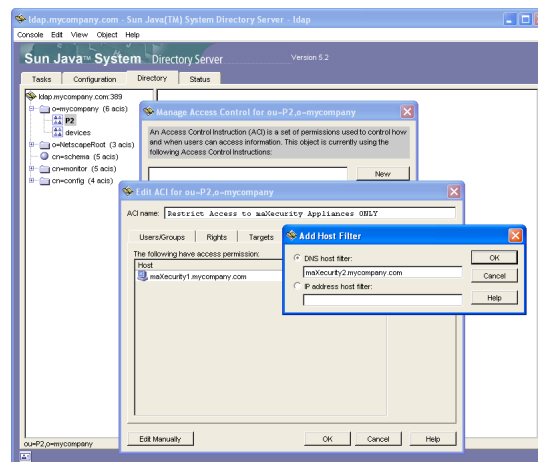 ldap.mycompany.com - Sun Java(TM) System Directory Server - ldap
Console Edit View Object Help
Sun Java™ System Directory Server Version 5.2
Tasks Configuration Directory Status
ldap.mycompany.com:389
o=mycompany (6 acis)
P2
devices
o=NetscapeRoot (3 acis)
cn=schema (5 acis)
cn=monitor (5 acis)
cn=config (4 acis)
Manage Access Control for ou=P2,o=mycompany
An Access Control Instruction (ACI) is a set of permissions used to control how
and when users can access information. This object is currently using the
following Access Control Instructions:
New
Edit ACI for ou=P2,o=mycompany
ACI name: Restrict Access to maXecurity Appliances ONLY
Users/Groups Rights Targets
The following have access permission:
Host
maXecurity1.mycompany.com
Add Host Filter
DNS host filter:
maXecurity2.mycompany.com
IP address host filter:
OK
Cancel
Help
Edit Manually OK Cancel Help
ou=P2,o=mycompany